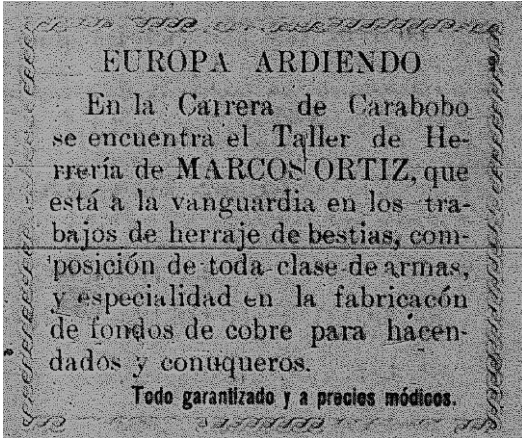 EUROPA ARDIENDO
En la Carrera de Carabobo
se encuentra el Taller de He-
rrería de MARCOS ORTIZ, que
está a la vanguardia en los tra-
bajos de herraje de bestias, com-
posición de toda clase de armas,
y especialidad en la fabricacón
de fondos de cobre para hacen-
dados y conuqueros.
Todo garantizado y a precies módicos.